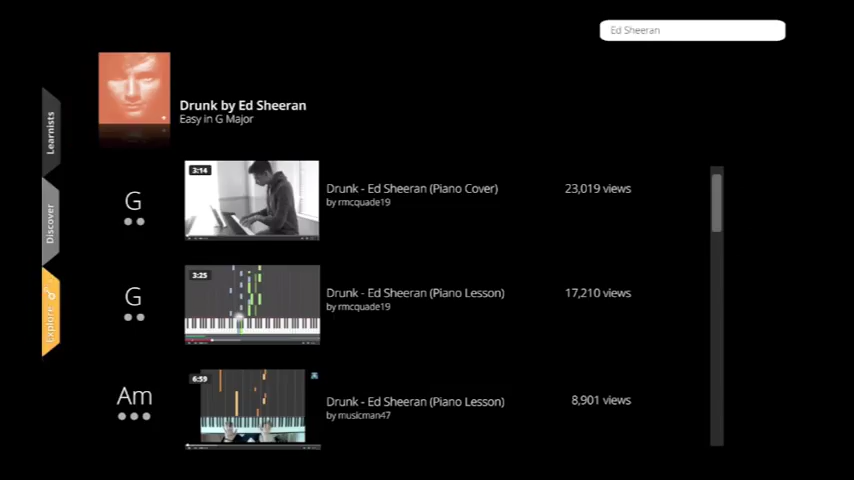 Ed Sheeran
Drunk by Ed Sheeran
Easy in G Major
Learnists
Discover
Explore
G
3:14
Drunk - Ed Sheeran (Piano Cover)
by rmcquade19
23,019 views
G
3:25
Drunk - Ed Sheeran (Piano Lesson)
by rmcquade19
17,210 views
Am
6:59
Drunk - Ed Sheeran (Piano Lesson)
by musicman47
8,901 views